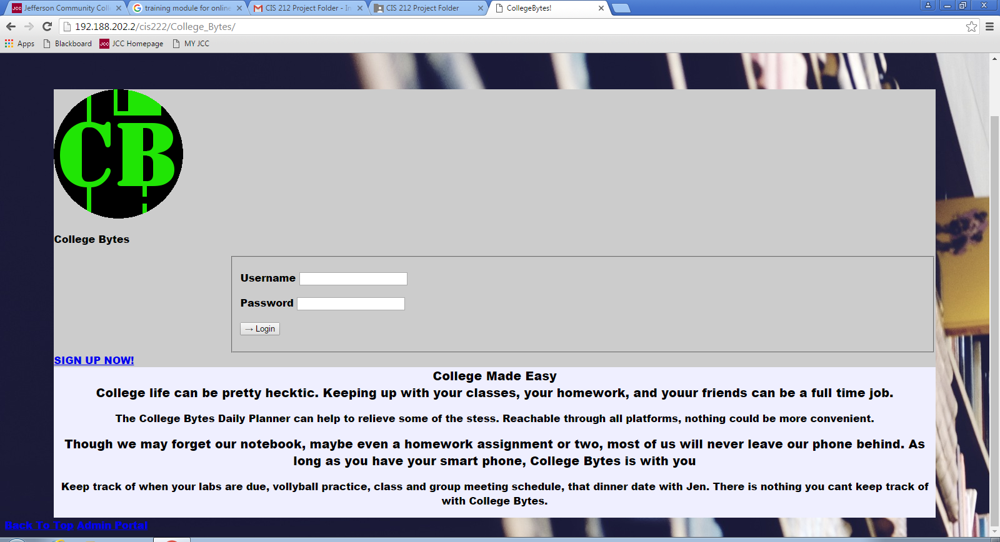 JCC Jefferson Community Coll
training module for online
CIS 212 Project Folder - In
CIS 212 Project Folder
CollegeBytes!
192.188.202.2/cis222/College_Bytes/
Apps
Blackboard
JCC JCC Homepage
MY JCC
CB
College Bytes
Username
Password
→ Login
SIGN UP NOW!
College Made Easy
College life can be pretty hecktic. Keeping up with your classes, your homework, and youur friends can be a full time job.
The College Bytes Daily Planner can help to relieve some of the stess. Reachable through all platforms, nothing could be more convenient.
Though we may forget our notebook, maybe even a homework assignment or two, most of us will never leave our phone behind. As
long as you have your smart phone, College Bytes is with you
Keep track of when your labs are due, vollyball practice, class and group meeting schedule, that dinner date with Jen. There is nothing you cant keep track of
with College Bytes.
Back To Top Admin Portal